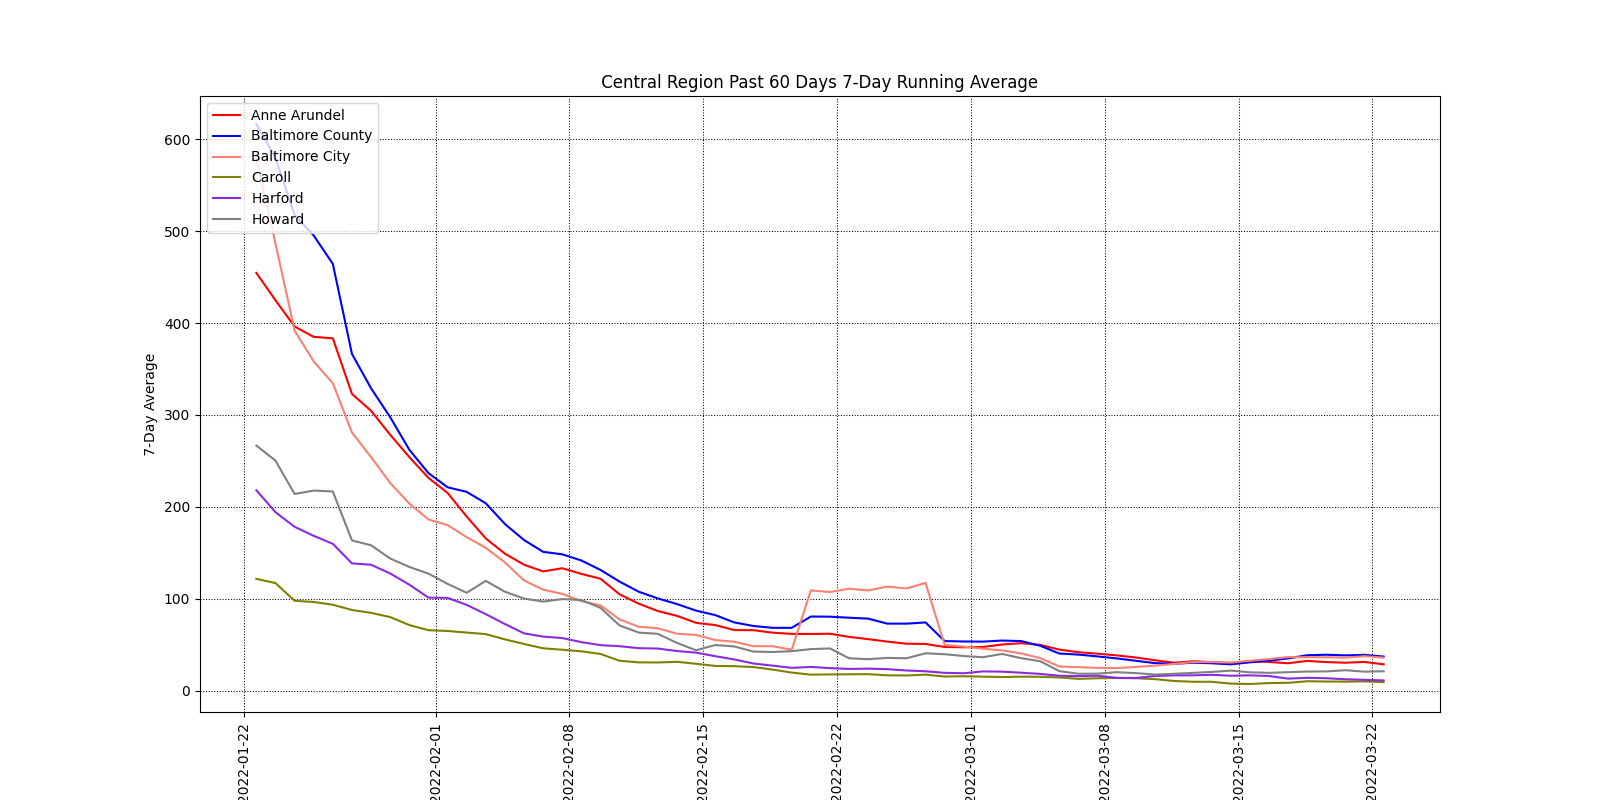 Central Region Past 60 Days 7-Day Running Average
Anne Arundel
Baltimore County
Baltimore City
Caroll
Harford
Howard
600
500
400
300
200
100
0
7-Day Average
2022-01-22
2022-02-01
2022-02-08
2022-02-15
2022-02-22
2022-03-01
2022-03-08
2022-03-15
2022-03-22